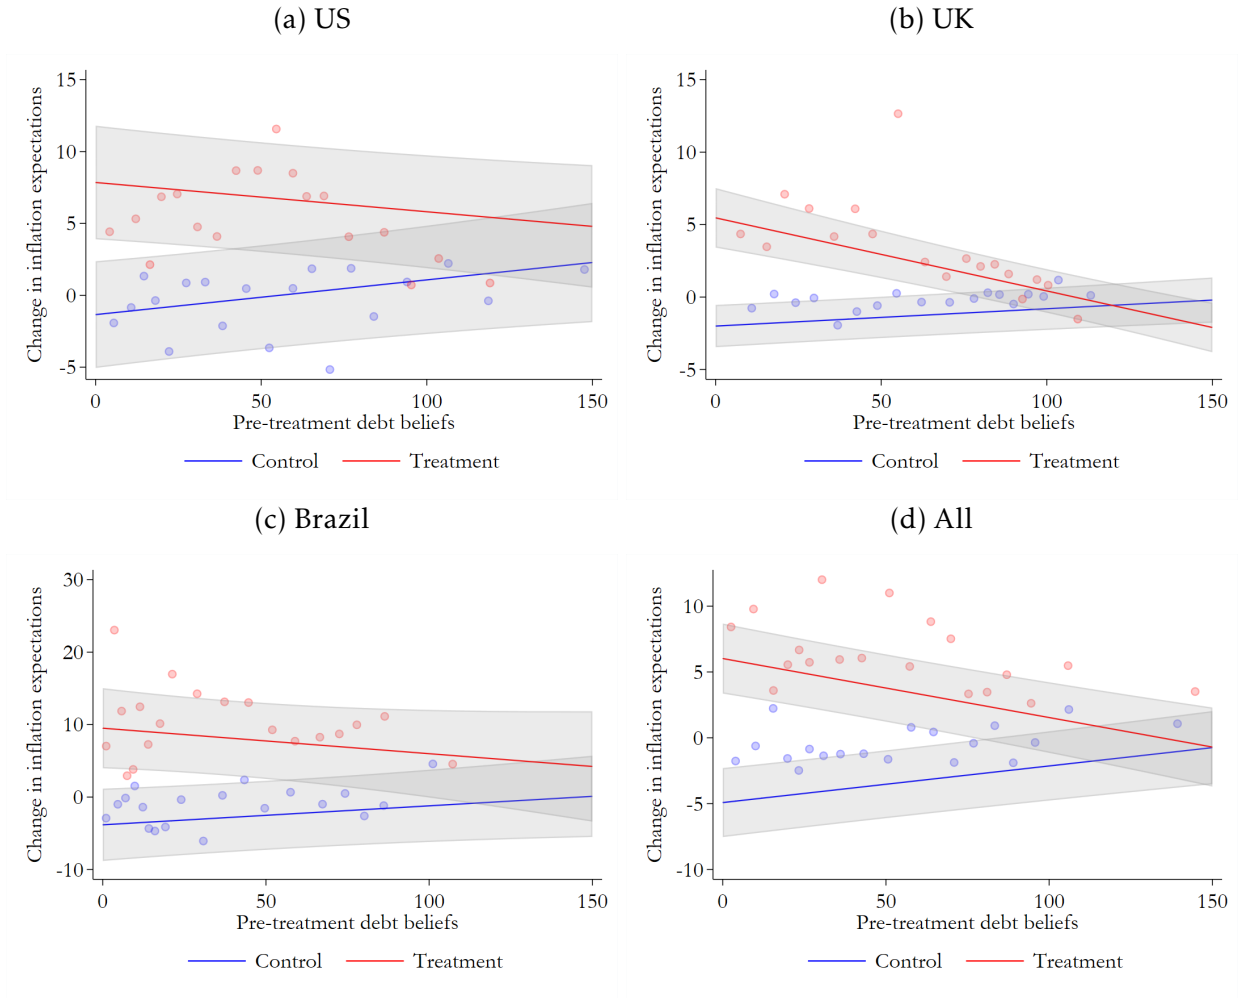 (a) US
Change in inflation expectations
15
10
5
0
-5
0 50 100 150
Pre-treatment debt beliefs
Control Treatment
(b) UK
Change in inflation expectations
15
10
5
0
-5
0 50 100 150
Pre-treatment debt beliefs
Control Treatment
(c) Brazil
Change in inflation expectations
30
20
10
0
-10
0 50 100 150
Pre-treatment debt beliefs
Control Treatment
(d) All
Change in inflation expectations
10
5
0
-5
-10
0 50 100 150
Pre-treatment debt beliefs
Control Treatment